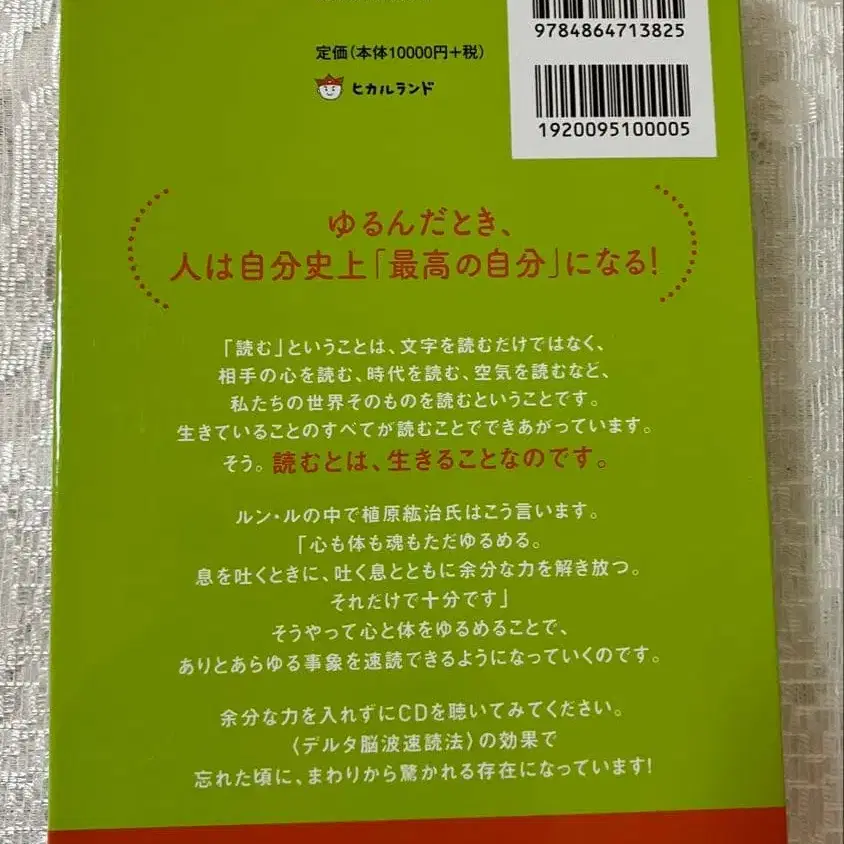 9784864713825
定価(本体10000円+税)
ヒカルランド
1920095100005
ゆるんだとき、
人は自分史上「最高の自分」になる!
「読む」ということは、文字を読むだけではなく、
相手の心を読む、時代を読む、空気を読むなど、
私たちの世界そのものを読むということです。
生きていることのすべてが読むことでできあがっています。
そう。読むとは、生きることなのです。
ルン・ルの中で植原紘治氏はこう言います。
「心も体も魂もただゆるめる。
息を吐くときに、吐く息とともに余分な力を解き放つ。
それだけで十分です」
そうやって心と体をゆるめることで、
ありとあらゆる事象を速読できるようになっていくのです。
余分な力を入れずにCDを聴いてみてください。
〈デルタ脳波速読法〉の効果で
忘れた頃に、まわりから驚かれる存在になっています!